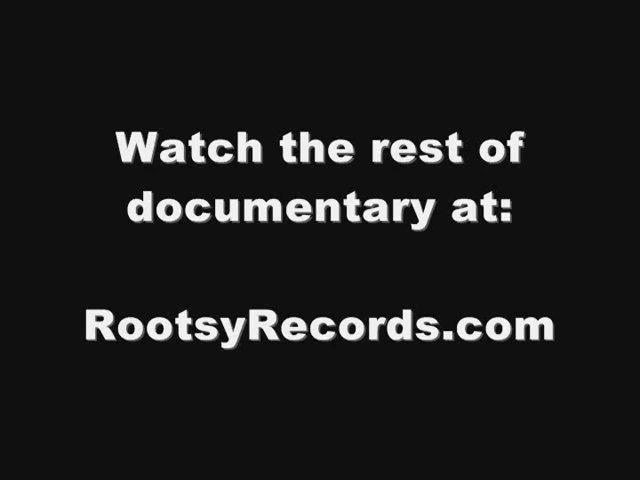 Watch the rest of
documentary at:
RootsyRecords.com